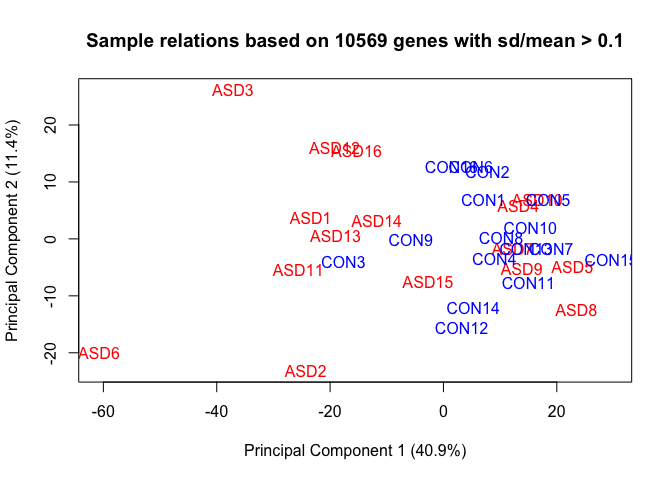 Sample relations based on 10569 genes with sd/mean > 0.1
Principal Component 2 (11.4%)
20
10
0
-10
-20
ASD3
ASD12
ASD16
CON6
CON2
CON1
CON5
ASD4
ASD1
ASD14
ASD13
CON9
CON8
CON10
CON7
CON3
CON4
CON15
ASD11
ASD9
ASD5
ASD15
CON11
CON14
ASD8
CON12
ASD6
ASD2
-60
-40
-20
0
20
Principal Component 1 (40.9%)